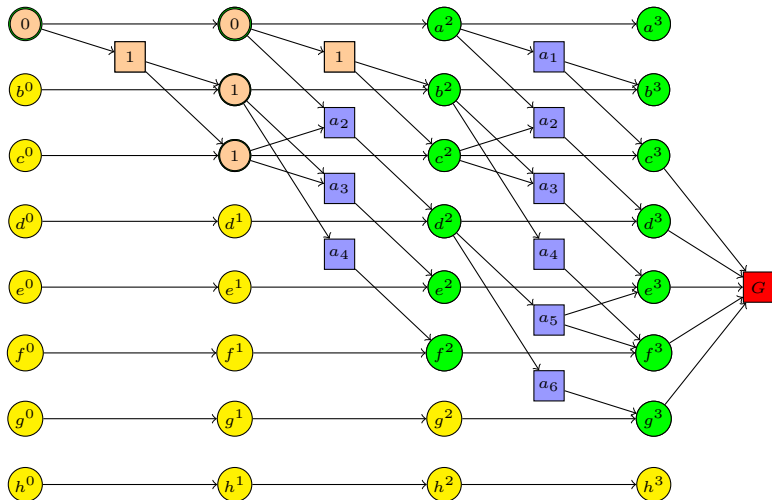 0 0 a² a³
1 1 a₁
b⁰ 1 b² b³
a₂ a₂
c⁰ 1 c² c³
a₃ a₃
d⁰ d¹ d² d³
a₄ a₄
e⁰ e¹ e² e³ G
a₅
f⁰ f¹ f² f³
a₆
g⁰ g¹ g² g³
h⁰ h¹ h² h³